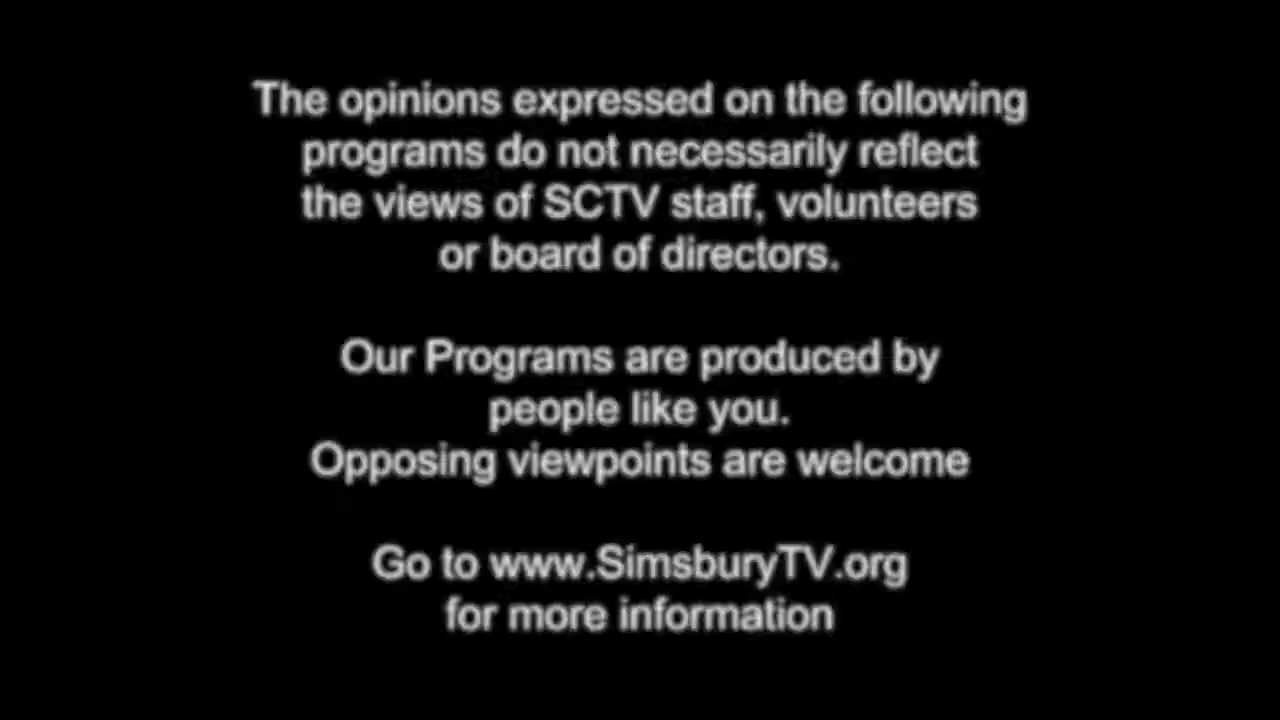 The opinions expressed on the following
programs do not necessarily reflect
the views of SCTV staff, volunteers
or board of directors.
Our Programs are produced by
people like you.
Opposing viewpoints are welcome
Go to www.SimsburyTV.org
for more information